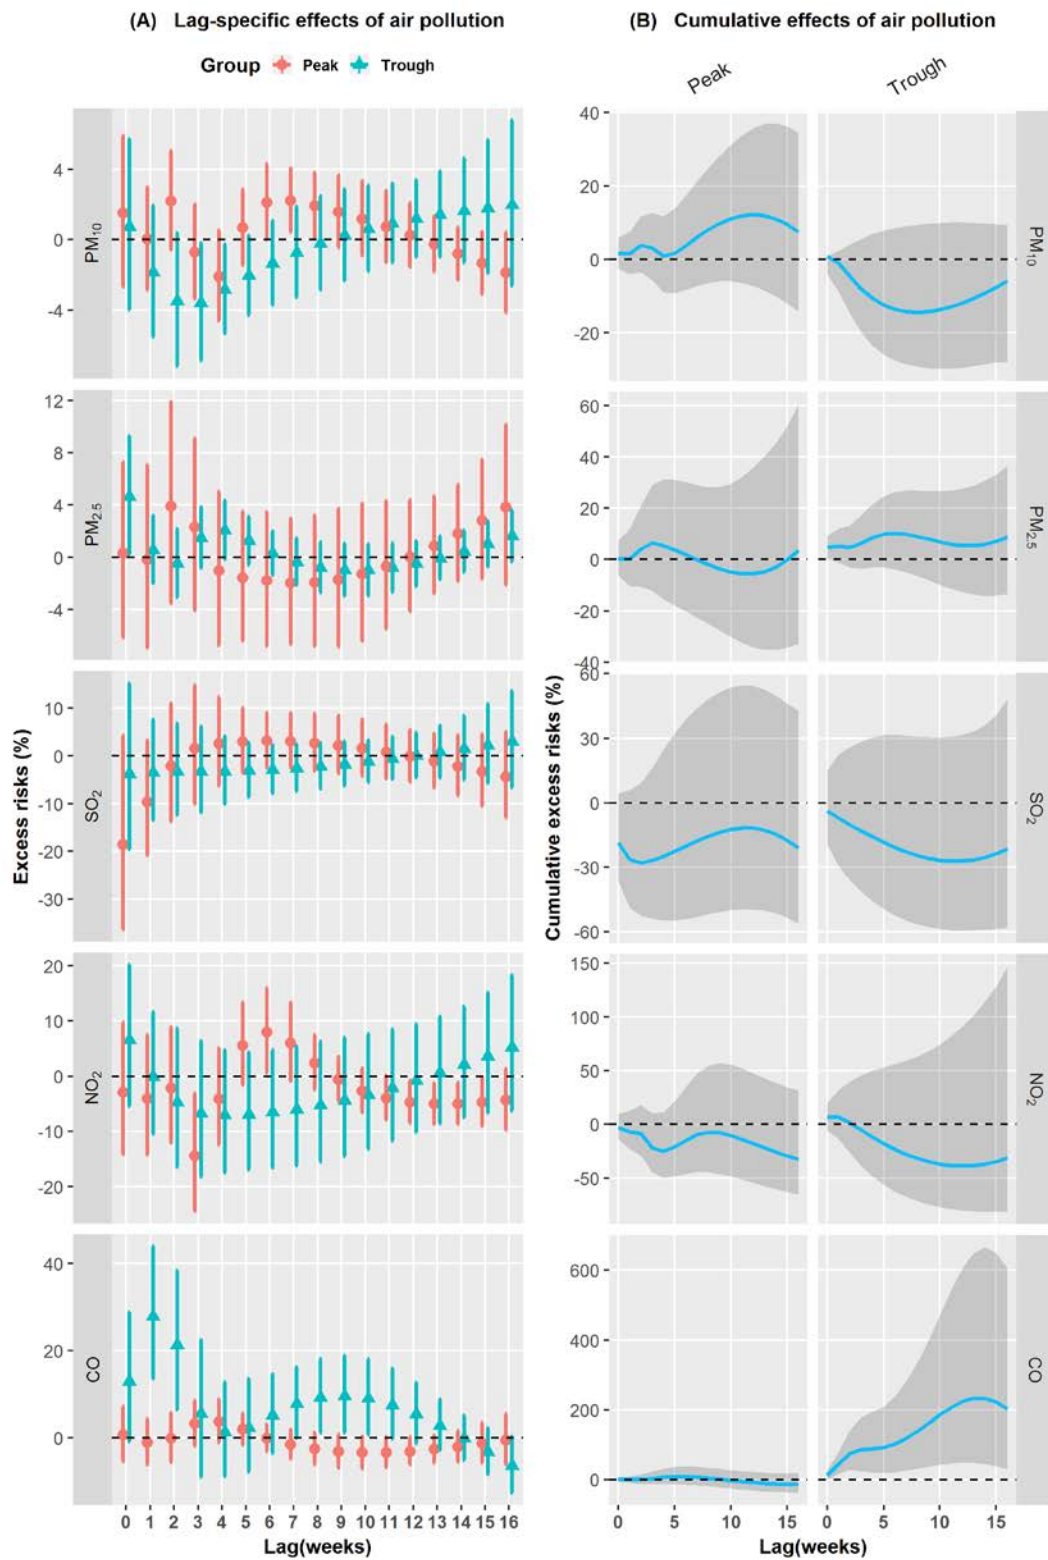 (A) Lag-specific effects of air pollution
(B) Cumulative effects of air pollution
Group Peak Trough
Peak
Trough
Excess risks (%)
PM10
4
0
-4
PM2.5
12
8
4
0
-4
SO2
10
0
-10
-20
-30
NO2
20
10
0
-10
-20
CO
40
20
0
0 1 2 3 4 5 6 7 8 9 10 11 12 13 14 15 16
Lag(weeks)
Cumulative excess risks (%)
40
20
0
-20
PM10
60
40
20
0
-20
-40
PM2.5
60
30
0
-30
-60
SO2
150
100
50
0
-50
NO2
600
400
200
0
CO
0 5 10 15 0 5 10 15
Lag(weeks)